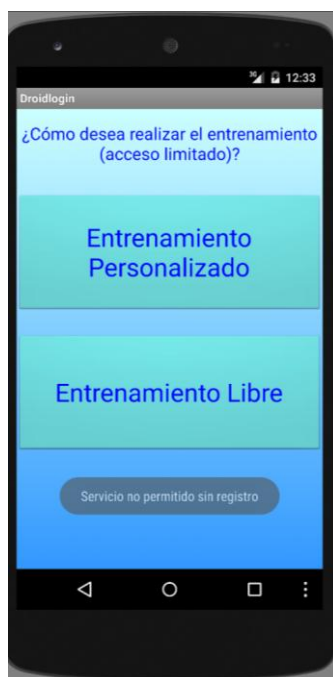 3G 12:33
Droidlogin
¿Cómo desea realizar el entrenamiento
(acceso limitado)?
Entrenamiento
Personalizado
Entrenamiento Libre
Servicio no permitido sin registro